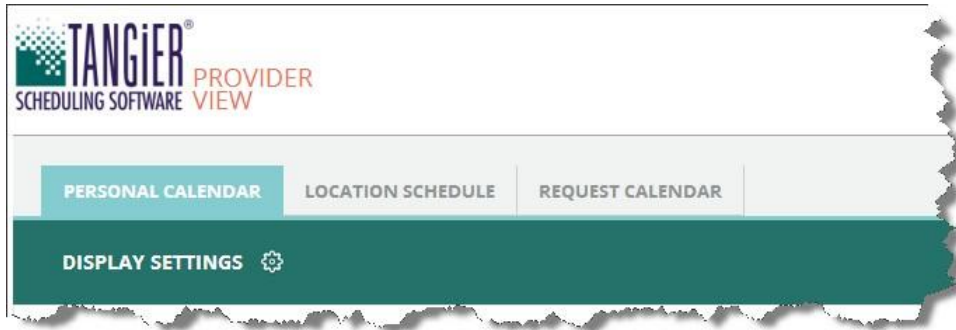 TANGiER®
SCHEDULING SOFTWARE
PROVIDER
VIEW
PERSONAL CALENDAR LOCATION SCHEDULE REQUEST CALENDAR
DISPLAY SETTINGS